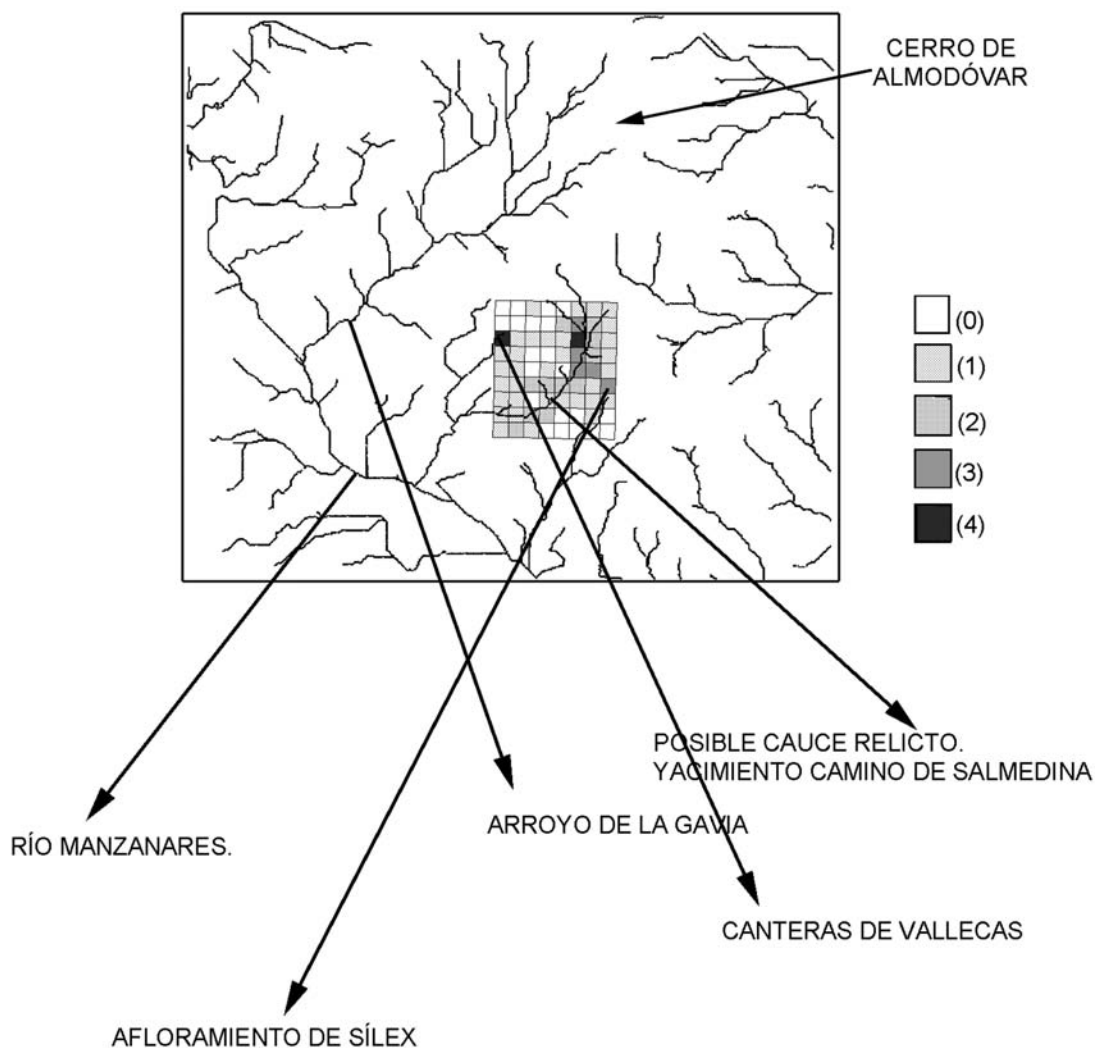 CERRO DE
ALMODÓVAR
(0)
(1)
(2)
(3)
(4)
POSIBLE CAUCE RELICTO.
YACIMIENTO CAMINO DE SALMEDINA
ARROYO DE LA GAVIA
RÍO MANZANARES.
CANTERAS DE VALLECAS
AFLORAMIENTO DE SÍLEX